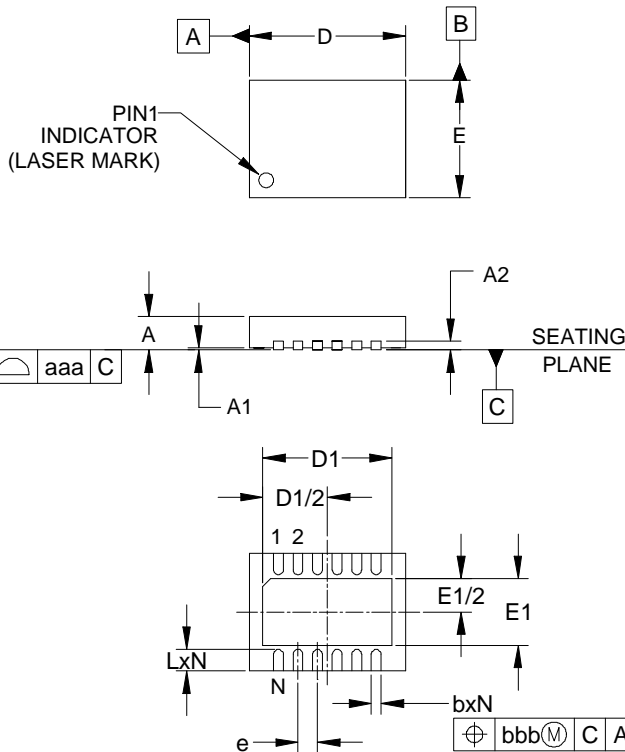 A
D
B
PIN1
INDICATOR
(LASER MARK)
E
A2
A
SEATING
PLANE
aaa C
A1
C
D1
D1/2
1 2
E1/2
E1
LxN
N
bxN
e
bbb Ⓜ C A